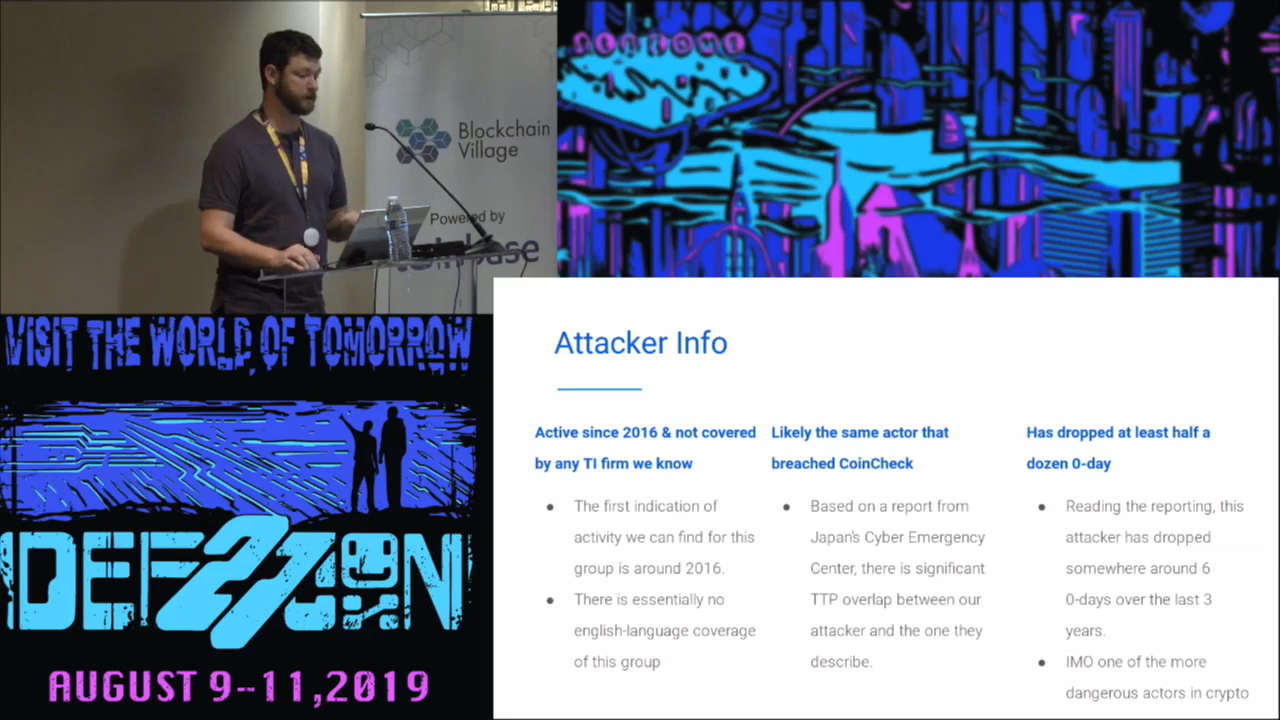 WELCOME
Blockchain
Village
Powered by
VISIT THE WORLD OF TOMORROW
DEF27CON
AUGUST 9--11,2019
Attacker Info
Active since 2016 & not covered
by any TI firm we know
The first indication of
activity we can find for this
group is around 2016.
There is essentially no
english-language coverage
of this group
Likely the same actor that
breached CoinCheck
Based on a report from
Japan's Cyber Emergency
Center, there is significant
TTP overlap between our
attacker and the one they
describe.
Has dropped at least half a
dozen 0-day
Reading the reporting, this
attacker has dropped
somewhere around 6
0-days over the last 3
years.
IMO one of the more
dangerous actors in crypto